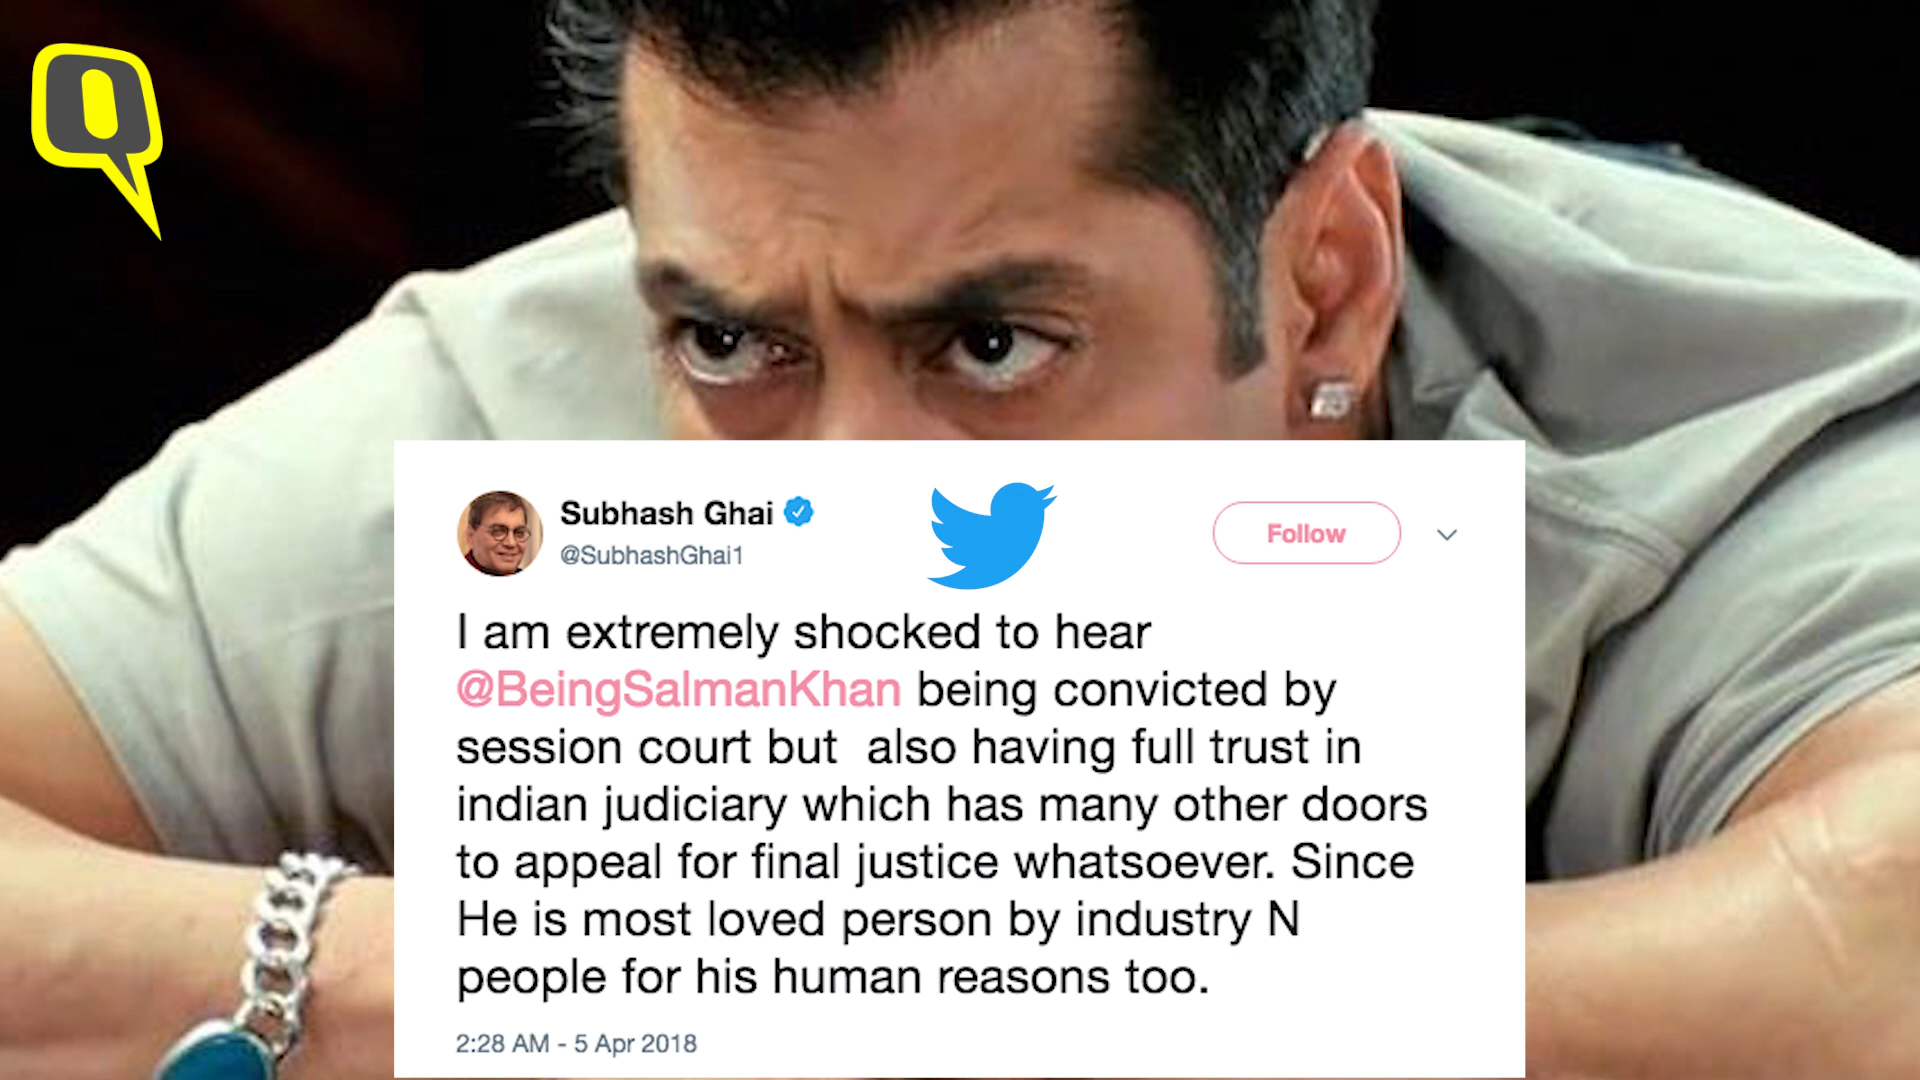 Q
Subhash Ghai
@SubhashGhai1
Follow
I am extremely shocked to hear
@BeingSalmanKhan being convicted by
session court but  also having full trust in
indian judiciary which has many other doors
to appeal for final justice whatsoever. Since
He is most loved person by industry N
people for his human reasons too.
2:28 AM - 5 Apr 2018